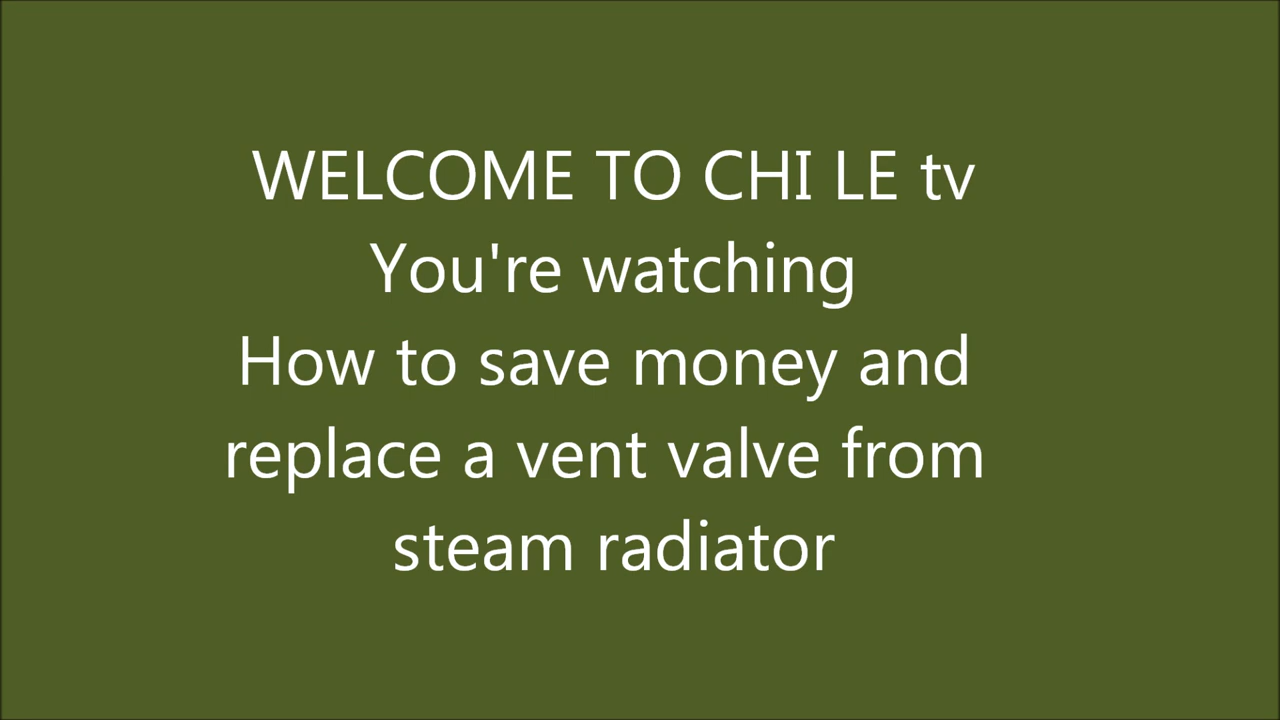 WELCOME TO CHI LE tv
You're watching
How to save money and
replace a vent valve from
steam radiator